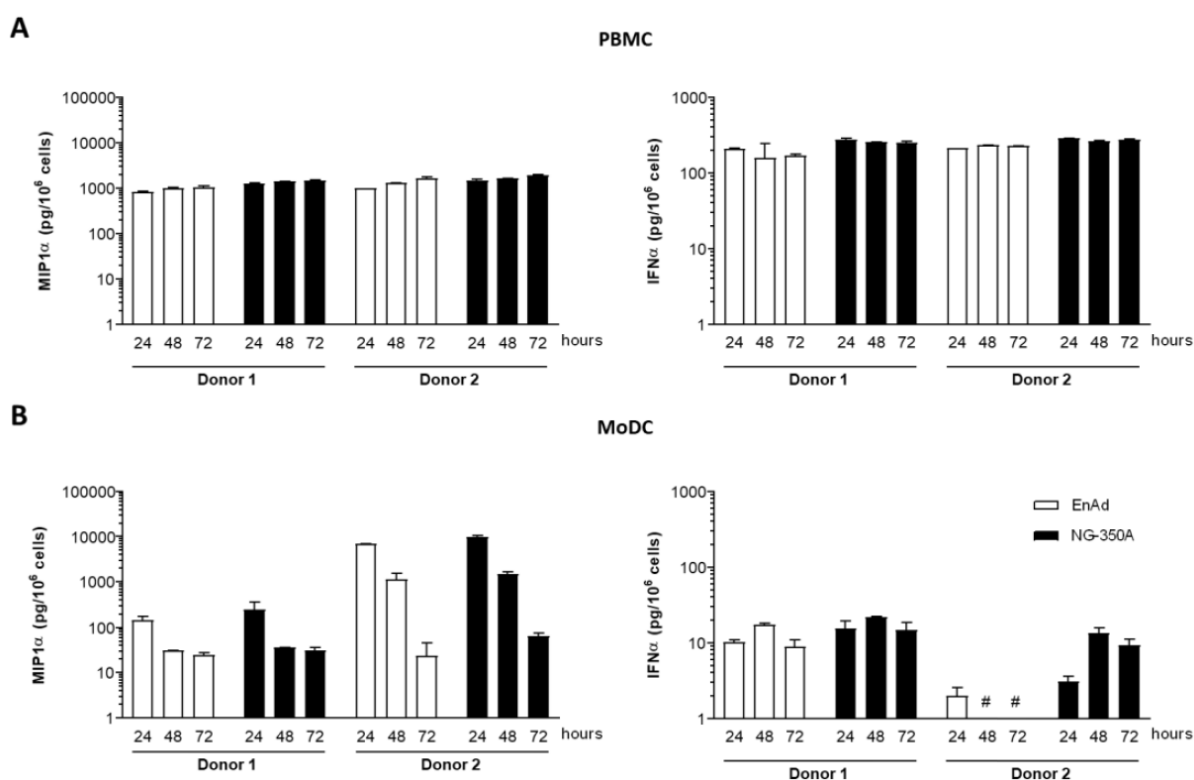 A
PBMC
MIP1α (pg/10⁶ cells)
100000
10000
1000
100
10
1
24 48 72 24 48 72 24 48 72 24 48 72 hours
Donor 1 Donor 2
IFNα (pg/10⁶ cells)
1000
100
10
1
24 48 72 24 48 72 24 48 72 24 48 72 hours
Donor 1 Donor 2
B
MoDC
MIP1α (pg/10⁶ cells)
100000
10000
1000
100
10
1
24 48 72 24 48 72 24 48 72 24 48 72 hours
Donor 1 Donor 2
IFNα (pg/10⁶ cells)
1000
100
10
1
EnAd
NG-350A
# #
24 48 72 24 48 72 24 48 72 24 48 72 hours
Donor 1 Donor 2